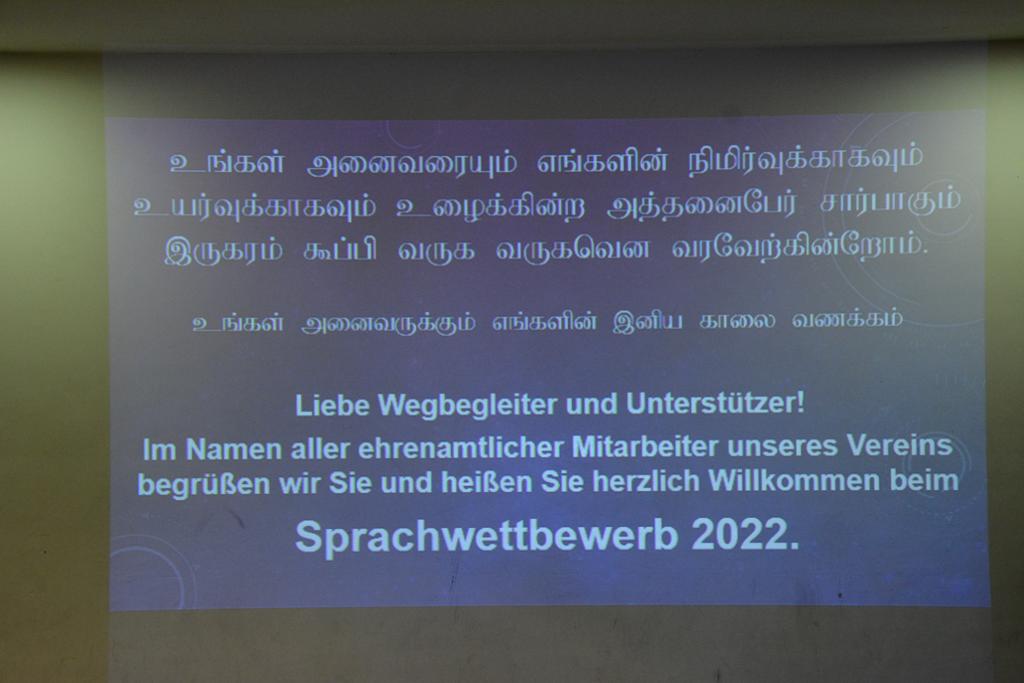 உங்கள் அனைவரையும் எங்களின் நிமிர்வுக்காகவும்
உயர்வுக்காகவும் உழைக்கின்ற அத்தனைபேர் சார்பாகும்
இருகரம் கூப்பி வருக வருகவென வரவேற்கின்றோம்.
உங்கள் அனைவருக்கும் எங்களின் இனிய காலை வணக்கம்
Liebe Wegbegleiter und Unterstützer!
Im Namen aller ehrenamtlicher Mitarbeiter unseres Vereins
begrüßen wir Sie und heißen Sie herzlich Willkommen beim
Sprachwettbewerb 2022.